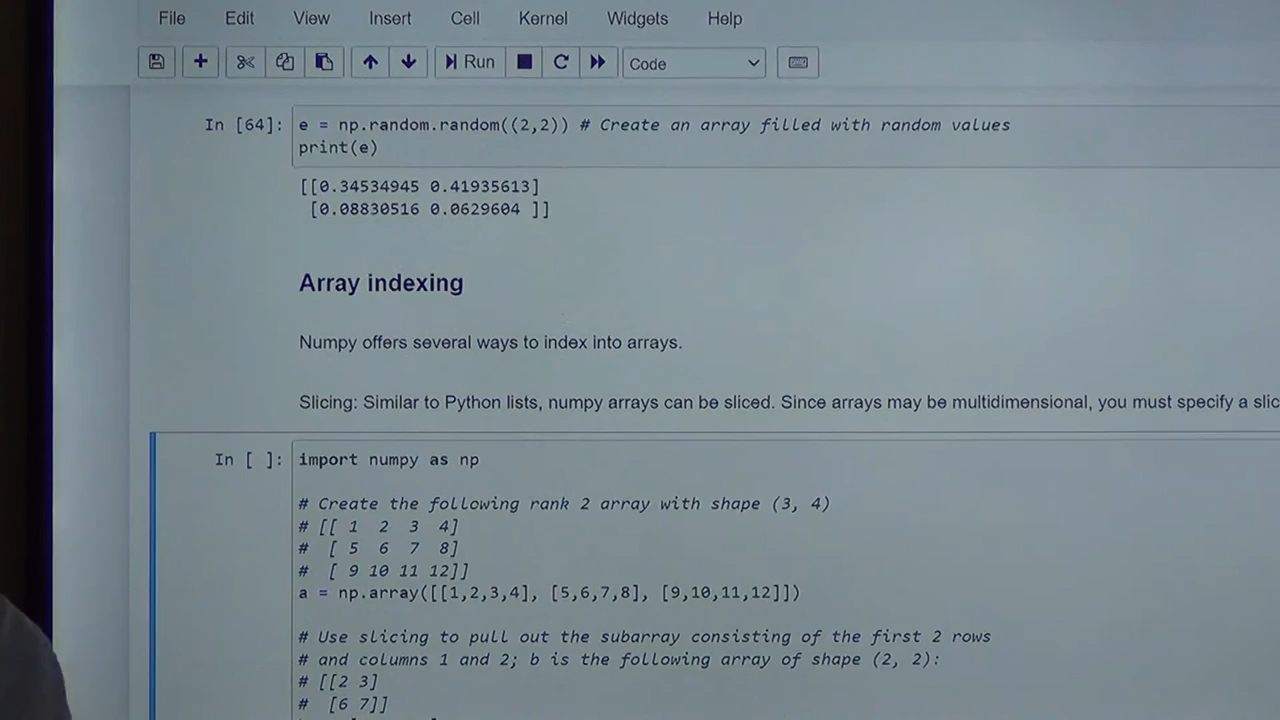 File Edit View Insert Cell Kernel Widgets Help
Run Code
In [64]: e = np.random.random((2,2)) # Create an array filled with random values
print(e)
[[0.34534945 0.41935613]
 [0.08830516 0.0629604 ]]
Array indexing
Numpy offers several ways to index into arrays.
Slicing: Similar to Python lists, numpy arrays can be sliced. Since arrays may be multidimensional, you must specify a slic
In [ ]: import numpy as np
# Create the following rank 2 array with shape (3, 4)
# [[ 1  2  3  4]
#  [ 5  6  7  8]
#  [ 9 10 11 12]]
a = np.array([[1,2,3,4], [5,6,7,8], [9,10,11,12]])
# Use slicing to pull out the subarray consisting of the first 2 rows
# and columns 1 and 2; b is the following array of shape (2, 2):
# [[2 3]
#  [6 7]]